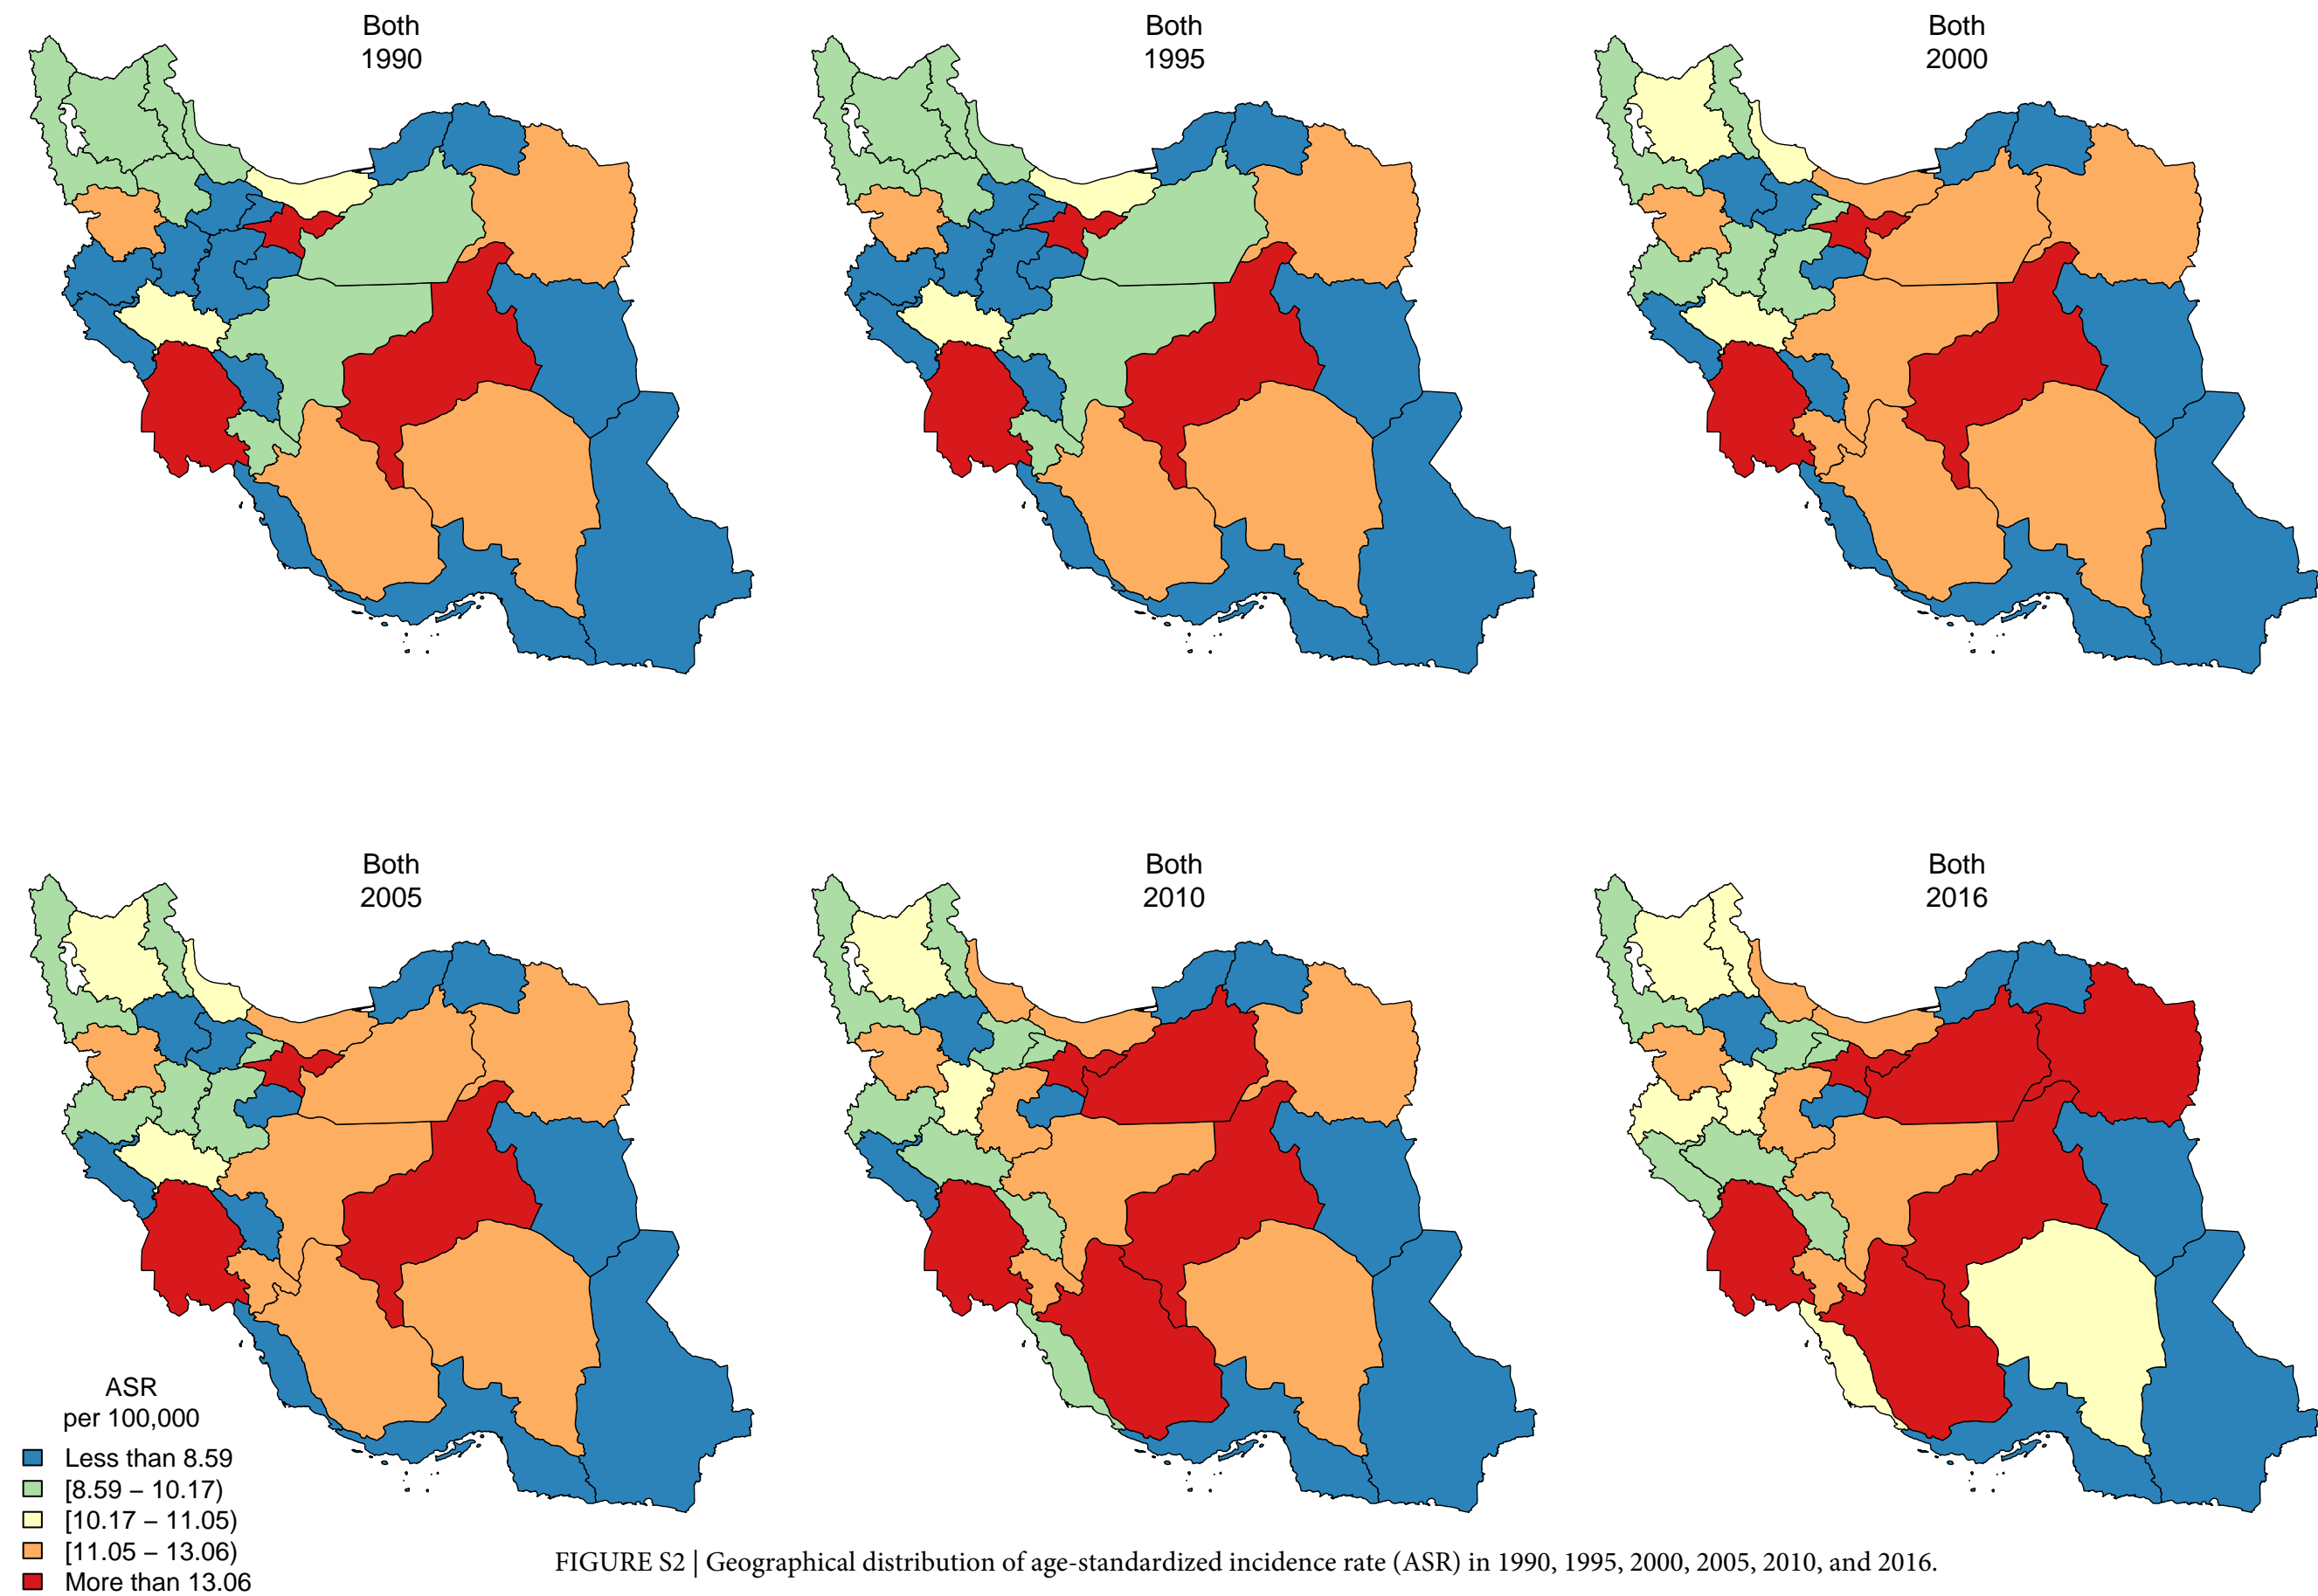 Both
1990
Both
1995
Both
2000
Both
2005
Both
2010
Both
2016
ASR
per 100,000
Less than 8.59
[8.59 – 10.17)
[10.17 – 11.05)
[11.05 – 13.06)
More than 13.06
FIGURE S2 | Geographical distribution of age-standardized incidence rate (ASR) in 1990, 1995, 2000, 2005, 2010, and 2016.